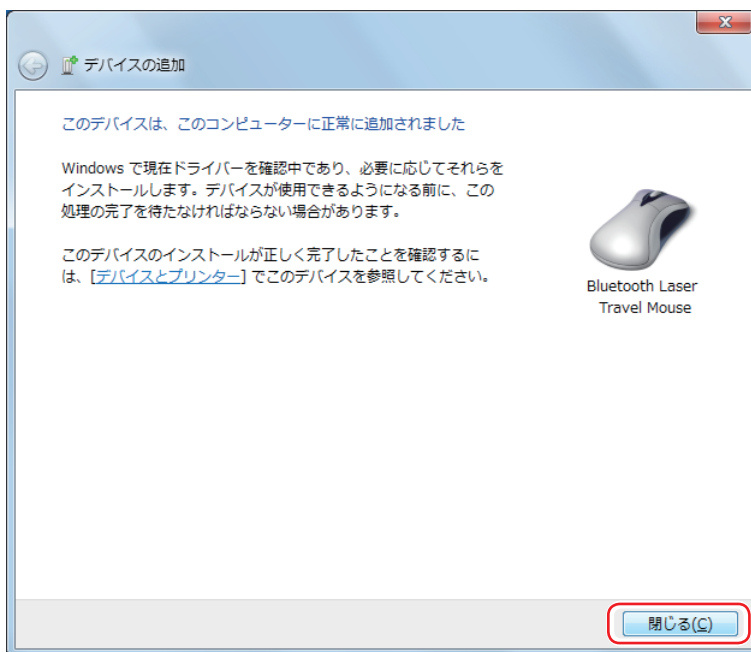 デバイスの追加
このデバイスは、このコンピューターに正常に追加されました
Windows で現在ドライバーを確認中であり、必要に応じてそれらを
インストールします。デバイスが使用できるようになる前に、この
処理の完了を待たなければならない場合があります。
このデバイスのインストールが正しく完了したことを確認するに
は、[デバイスとプリンター] でこのデバイスを参照してください。
Bluetooth Laser
Travel Mouse
閉じる(C)